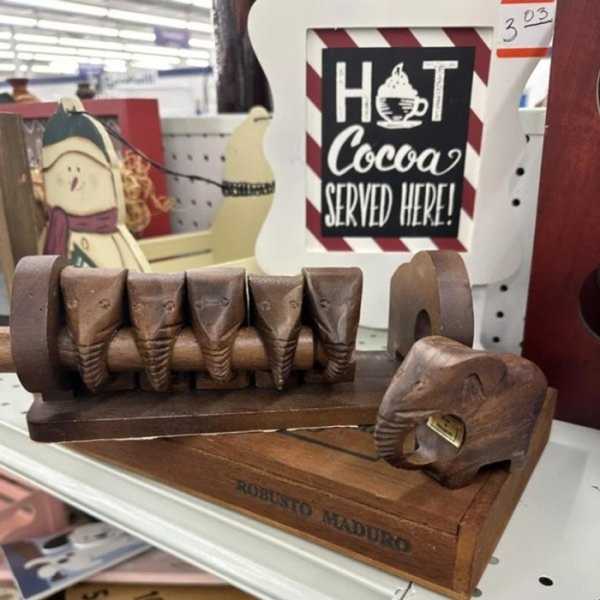 3 03
HOT
Cocoa
SERVED HERE!
ROBUSTO MADURO